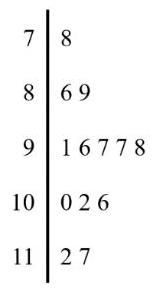 7 | 8
8 | 6 9
9 | 1 6 7 7 8
10 | 0 2 6
11 | 2 7